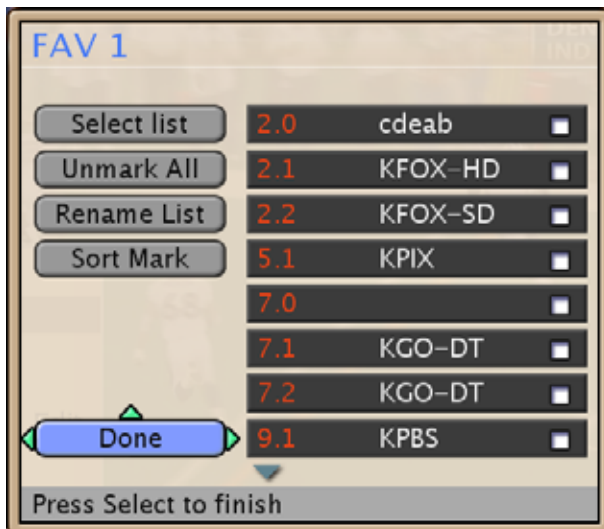 FAV 1
Select list
Unmark All
Rename List
Sort Mark
Done
2.0 cdeab
2.1 KFOX-HD
2.2 KFOX-SD
5.1 KPIX
7.0
7.1 KGO-DT
7.2 KGO-DT
9.1 KPBS
Press Select to finish